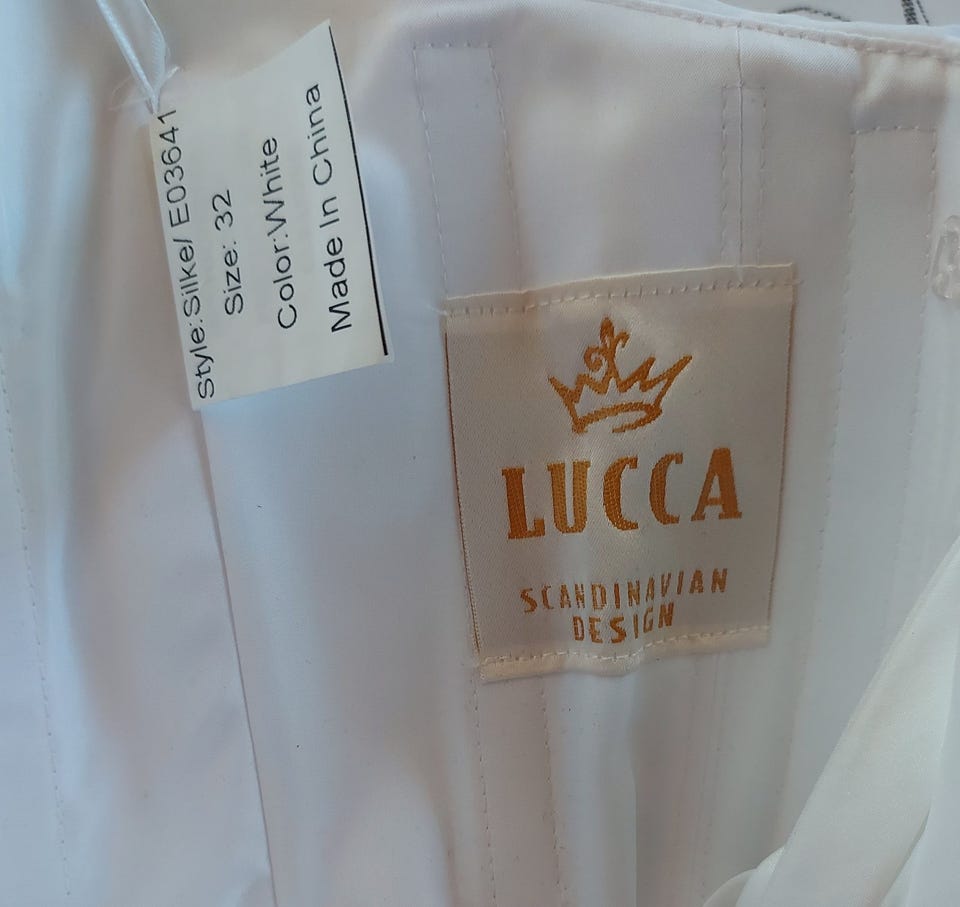 Style:Silke/ E03641
Size: 32
Color:White
Made In China
LUCCA
SCANDINAVIAN
DESIGN